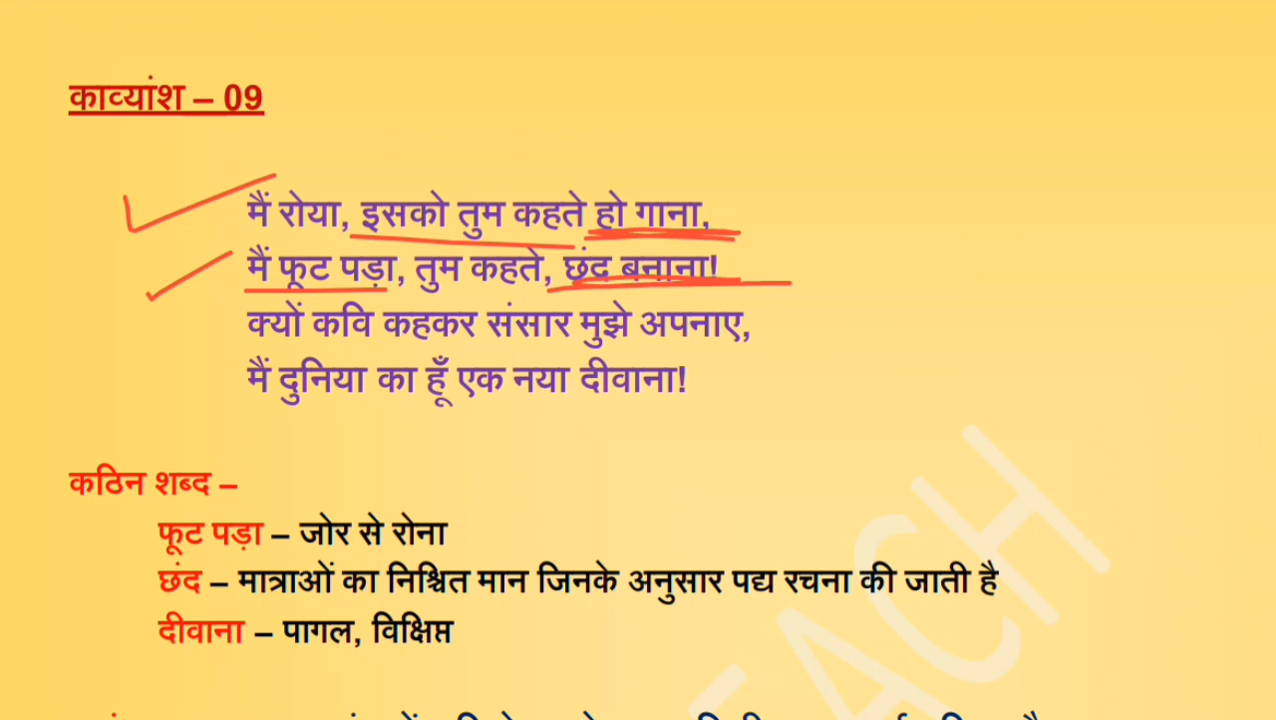 काव्यांश – 09
मैं रोया, इसको तुम कहते हो गाना,
मैं फूट पड़ा, तुम कहते, छंद बनाना!
क्यों कवि कहकर संसार मुझे अपनाए,
मैं दुनिया का हूँ एक नया दीवाना!
कठिन शब्द –
फूट पड़ा – जोर से रोना
छंद – मात्राओं का निश्चित मान जिनके अनुसार पद्य रचना की जाती है
दीवाना – पागल, विक्षिप्त